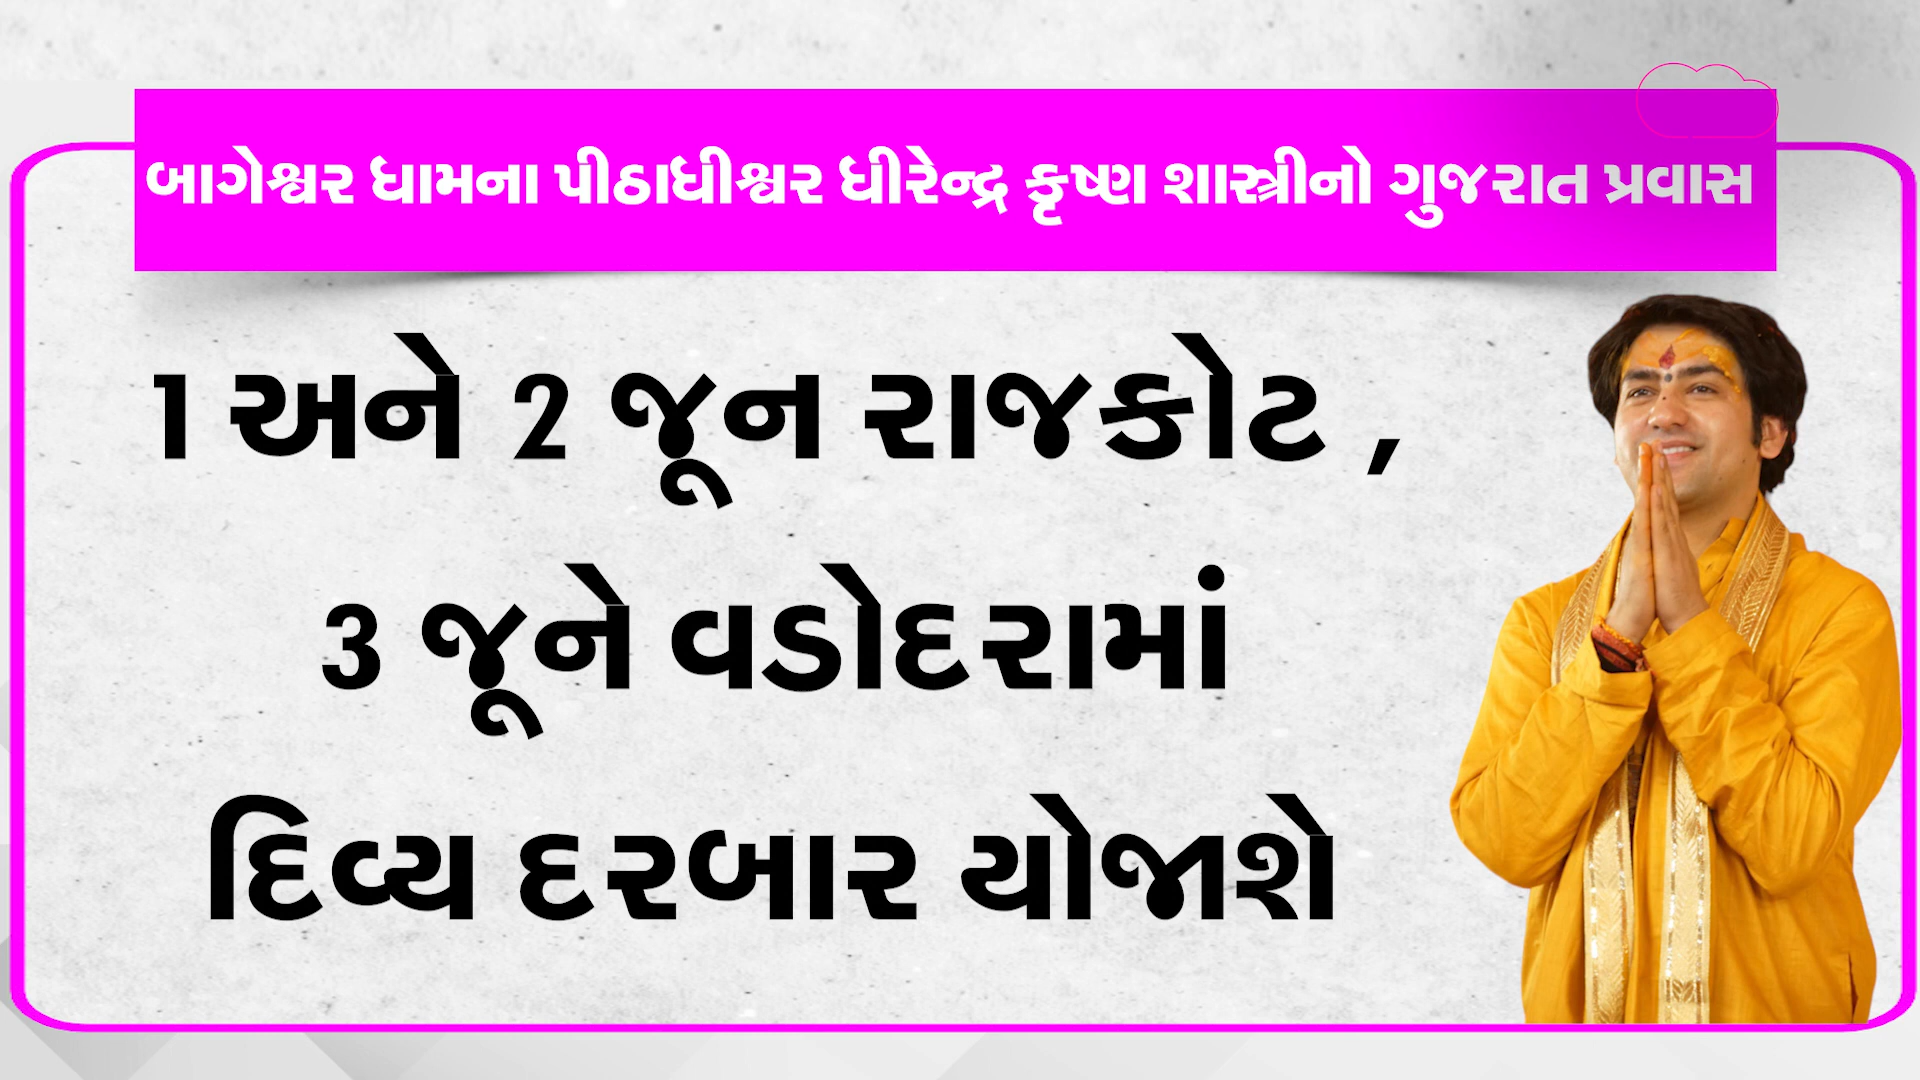 બાગેશ્વર ધામના પીઠાધીશ્વર ધીરેન્દ્ર કૃષ્ણ શાસ્ત્રીનો ગુજરાત પ્રવાસ
1 અને 2 જૂન રાજકોટ ,
3 જૂને વડોદરામાં
દિવ્ય દરબાર યોજાશે